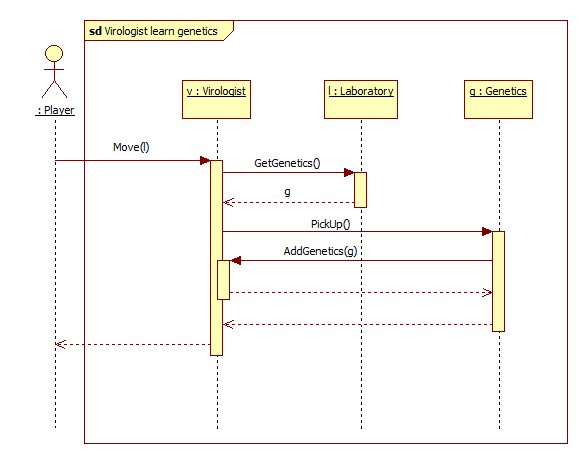 sd Virologist learn genetics
: Player
v : Virologist
l : Laboratory
g : Genetics
Move(l)
GetGenetics()
g
PickUp()
AddGenetics(g)